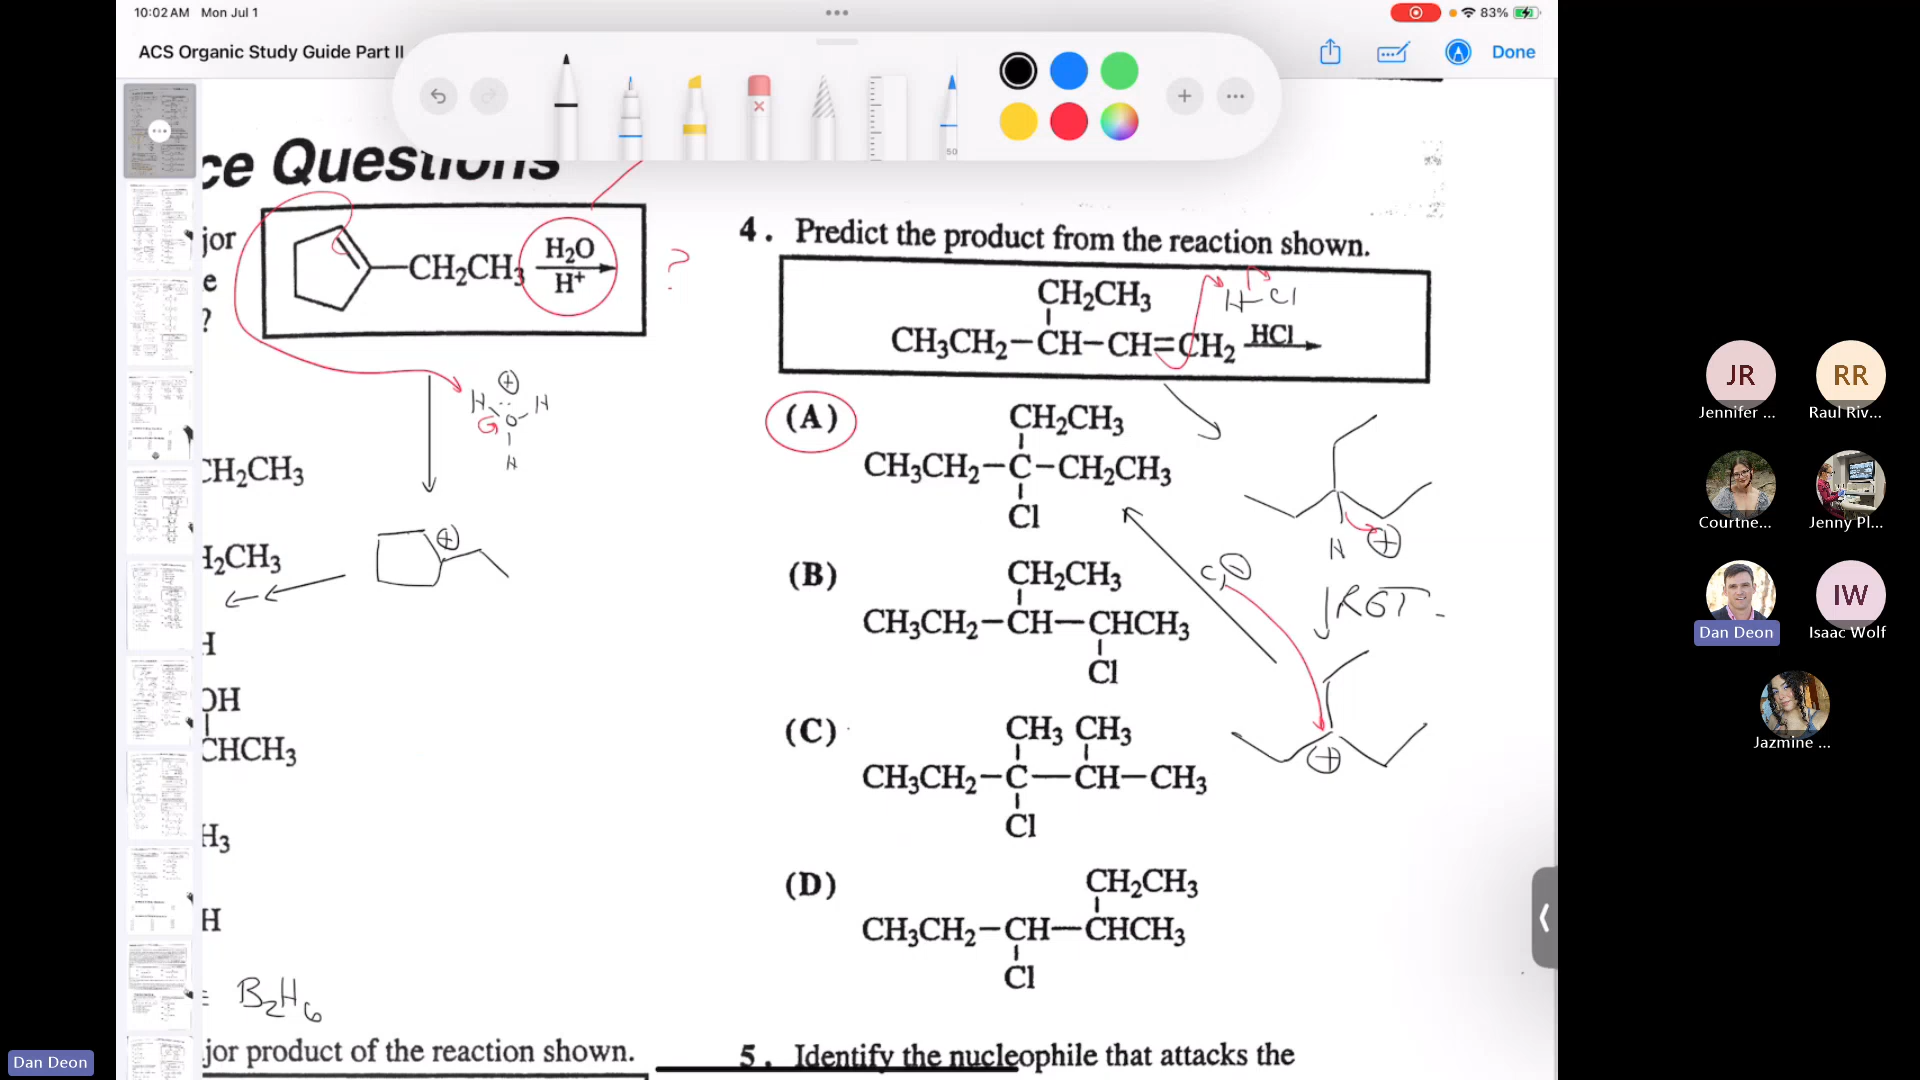 10:02 AM Mon Jul 1
83%
ACS Organic Study Guide Part II
Done
50
ce Questions
jor
e
?
CH2CH3
H2O
H+
?
H
⊕
H
O
H
CH2CH3
H2CH3
⊕
H
OH
CHCH3
H3
H
= B2H6
jor product of the reaction shown.
4. Predict the product from the reaction shown.
CH2CH3
H-Cl
CH3CH2-CH-CH=CH2
HCl
(A)
CH2CH3
CH3CH2-C-CH2CH3
Cl
H
⊕
(B)
CH2CH3
CH3CH2-CH-CHCH3
Cl
Cl⊖
RGT.
(C)
CH3 CH3
CH3CH2-C-CH-CH3
Cl
⊕
(D)
CH2CH3
CH3CH2-CH-CHCH3
Cl
5. Identify the nucleophile that attacks the
JR
Jennifer ...
RR
Raul Riv...
Courtne...
Jenny Pl...
Dan Deon
IW
Isaac Wolf
Jazmine ...
Dan Deon